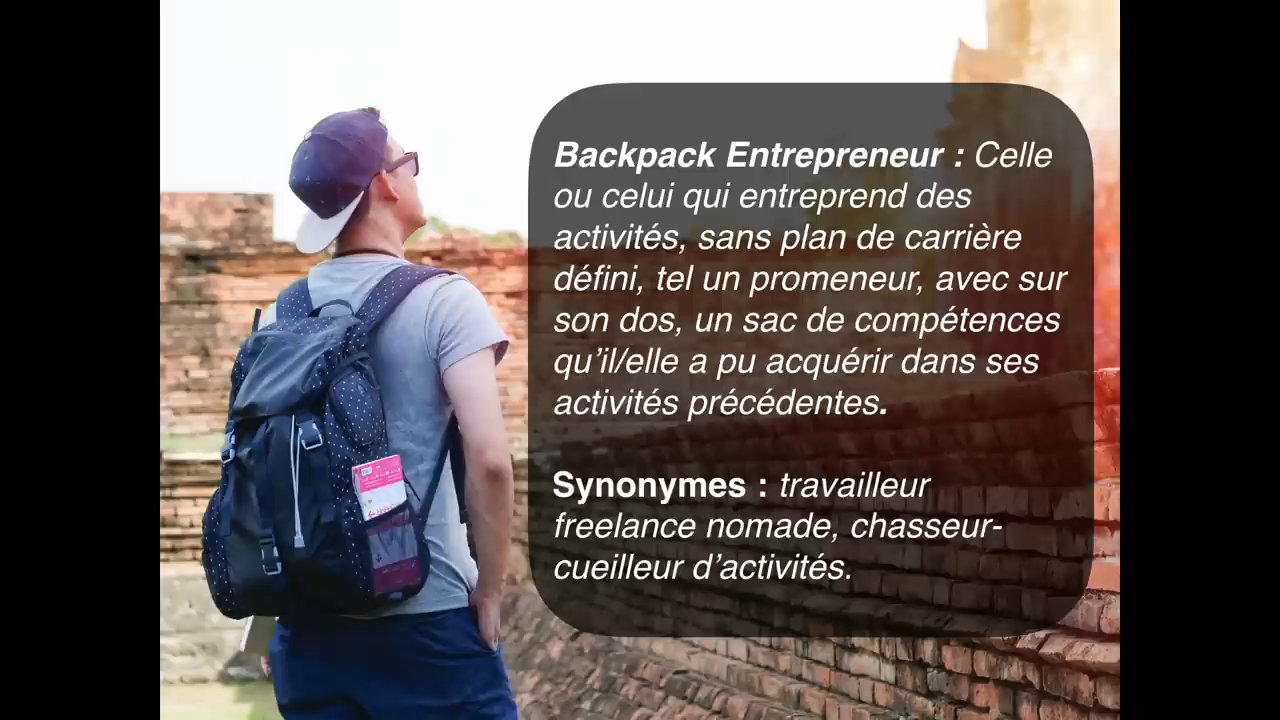 Backpack Entrepreneur : Celle
ou celui qui entreprend des
activités, sans plan de carrière
défini, tel un promeneur, avec sur
son dos, un sac de compétences
qu’il/elle a pu acquérir dans ses
activités précédentes.
Synonymes : travailleur
freelance nomade, chasseur-
cueilleur d’activités.